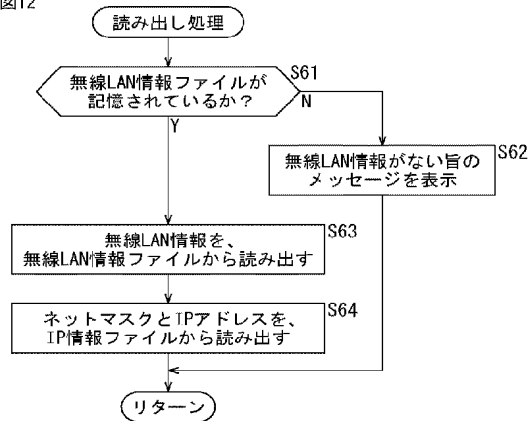 図12
読み出し処理
無線LAN情報ファイルが
記憶されているか？
S61
N
Y
無線LAN情報がない旨の
メッセージを表示
S62
無線LAN情報を、
無線LAN情報ファイルから読み出す
S63
ネットマスクとIPアドレスを、
IP情報ファイルから読み出す
S64
リターン